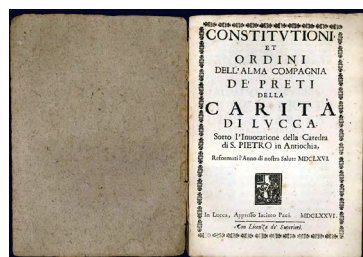 CONSTITVTIONI
ET
ORDINI
DELL'ALMA COMPAGNIA
DE' PRETI
DELLA
CARITÀ
DI LVCCA
Sotto l'Inuocatione della Catedra
di S. PIETRO in Antiochia,
Reformati l'Anno di nostra Salute MDCLXVI.
In Lucca, Appresso Iacinto Paci. MDCLXXVI.
Con Licenza de' Superiori.